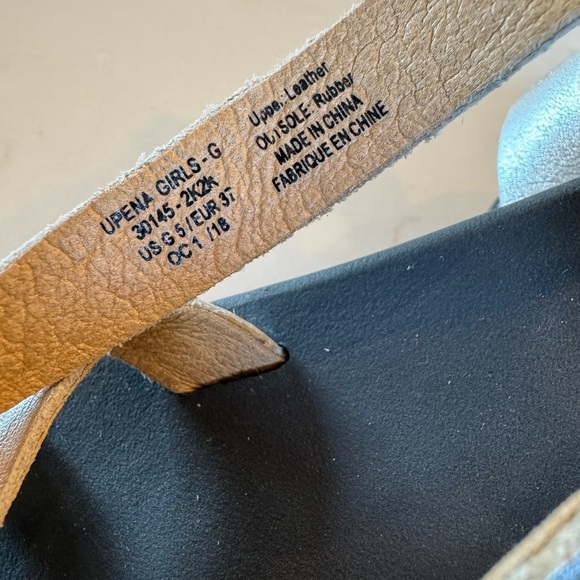 UPENA GIRLS - G
30145 - 2K2K
US G 5 / EUR 37
OC 1 / 18
Upper: Leather
OUTSOLE: Rubber
MADE IN CHINA
FABRIQUE EN CHINE